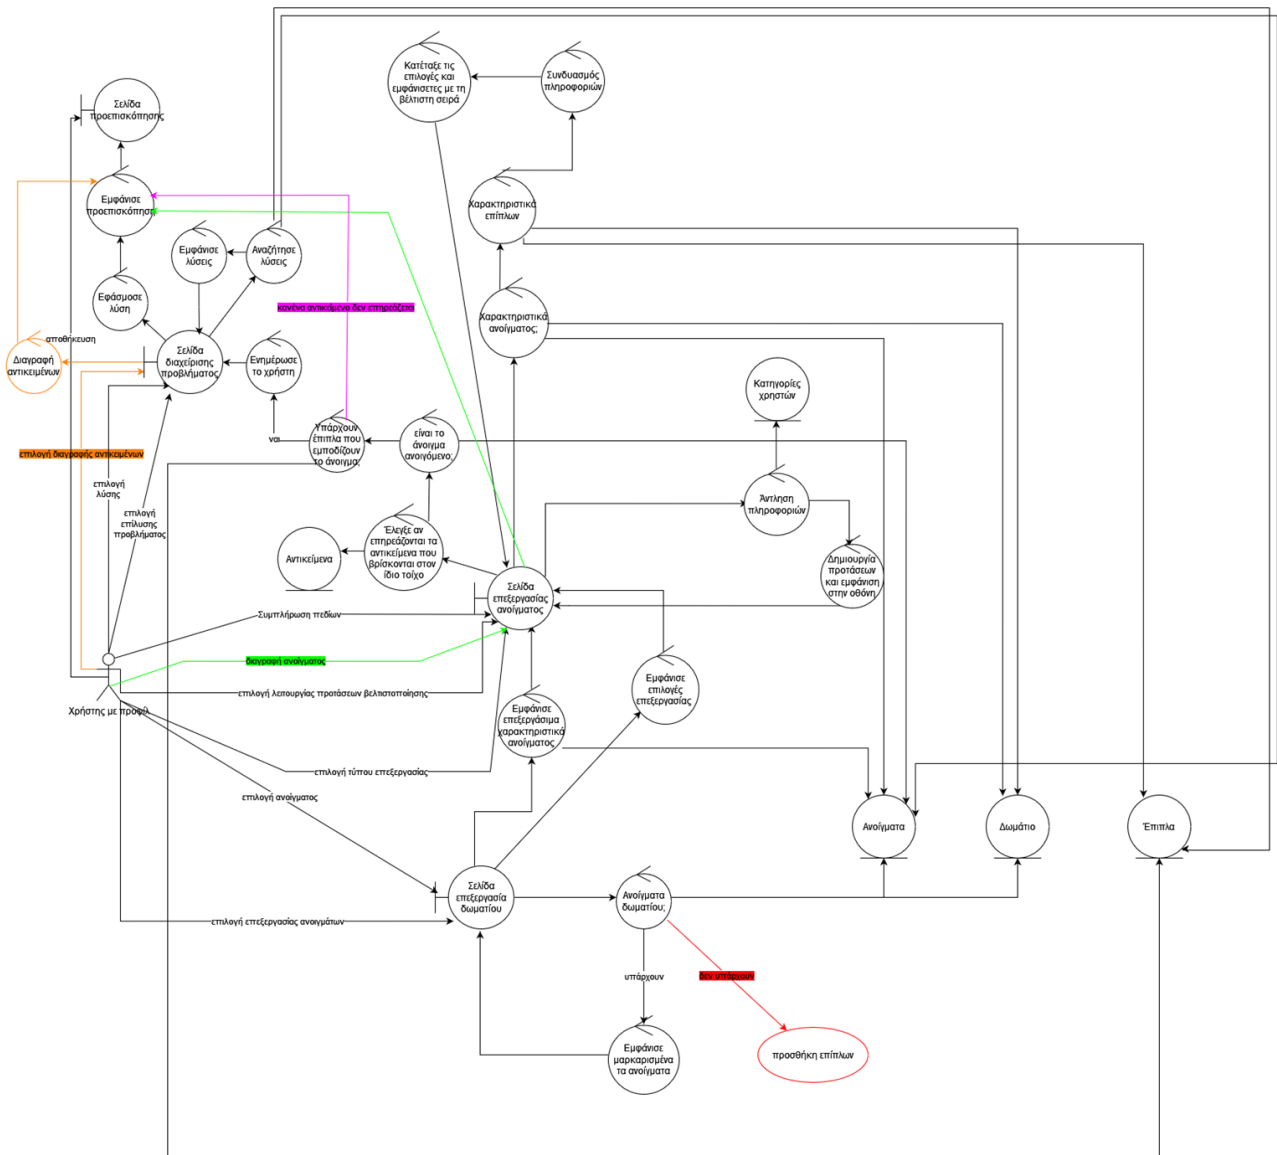 Κατέταξε τις
επιλογές και
εμφάνισετες με τη
βέλτιστη σειρά
Συνδυασμός
πληροφοριών
Σελίδα
προεπισκόπησης
Εμφάνισε
προεπισκόπηση
Χαρακτηριστικά
επίπλων
Εμφάνισε
λύσεις
Αναζήτησε
λύσεις
Εφάσμοσε
λύση
κανένα αντικείμενο δεν επηρεάζεται
Χαρακτηριστικά
ανοίγματος;
αποθήκευση
Διαγραφή
αντικειμένων
Σελίδα
διαχείρισης
προβλήματος
Ενημέρωσε
το χρήστη
Κατηγορίες
χρηστών
ναι
Υπάρχουν
έπιπλα που
εμποδίζουν
το άνοιγμα;
είναι το
άνοιγμα
ανοιγόμενο;
επιλογή διαγραφής αντικειμένων
επιλογή
λύσης
επιλογή
επίλυσης
προβλήματος
Άντληση
πληροφοριών
Αντικείμενα
Έλεγξε αν
επηρεάζονται τα
αντικείμενα που
βρίσκονται στον
ίδιο τοίχο
Δημιουργία
προτάσεων
και εμφάνιση
στην οθόνη
Σελίδα
επεξεργασίας
ανοίγματος
Συμπλήρωση πεδίων
διαγραφή ανοίγματος
επιλογή λειτουργίας προτάσεων βελτιστοποίησης
Χρήστης με προφίλ
Εμφάνισε
επιλογές
επεξεργασίας
Εμφάνισε
επεξεργάσιμα
χαρακτηριστικά
ανοίγματος
επιλογή τύπου επεξεργασίας
επιλογή ανοίγματος
Ανοίγματα
Δωμάτιο
Έπιπλα
Σελίδα
επεξεργασία
δωματίου
Ανοίγματα
δωματίου;
επιλογή επεξεργασίας ανοιγμάτων
υπάρχουν
δεν υπάρχουν
Εμφάνισε
μαρκαρισμένα
τα ανοίγματα
προσθήκη επίπλων